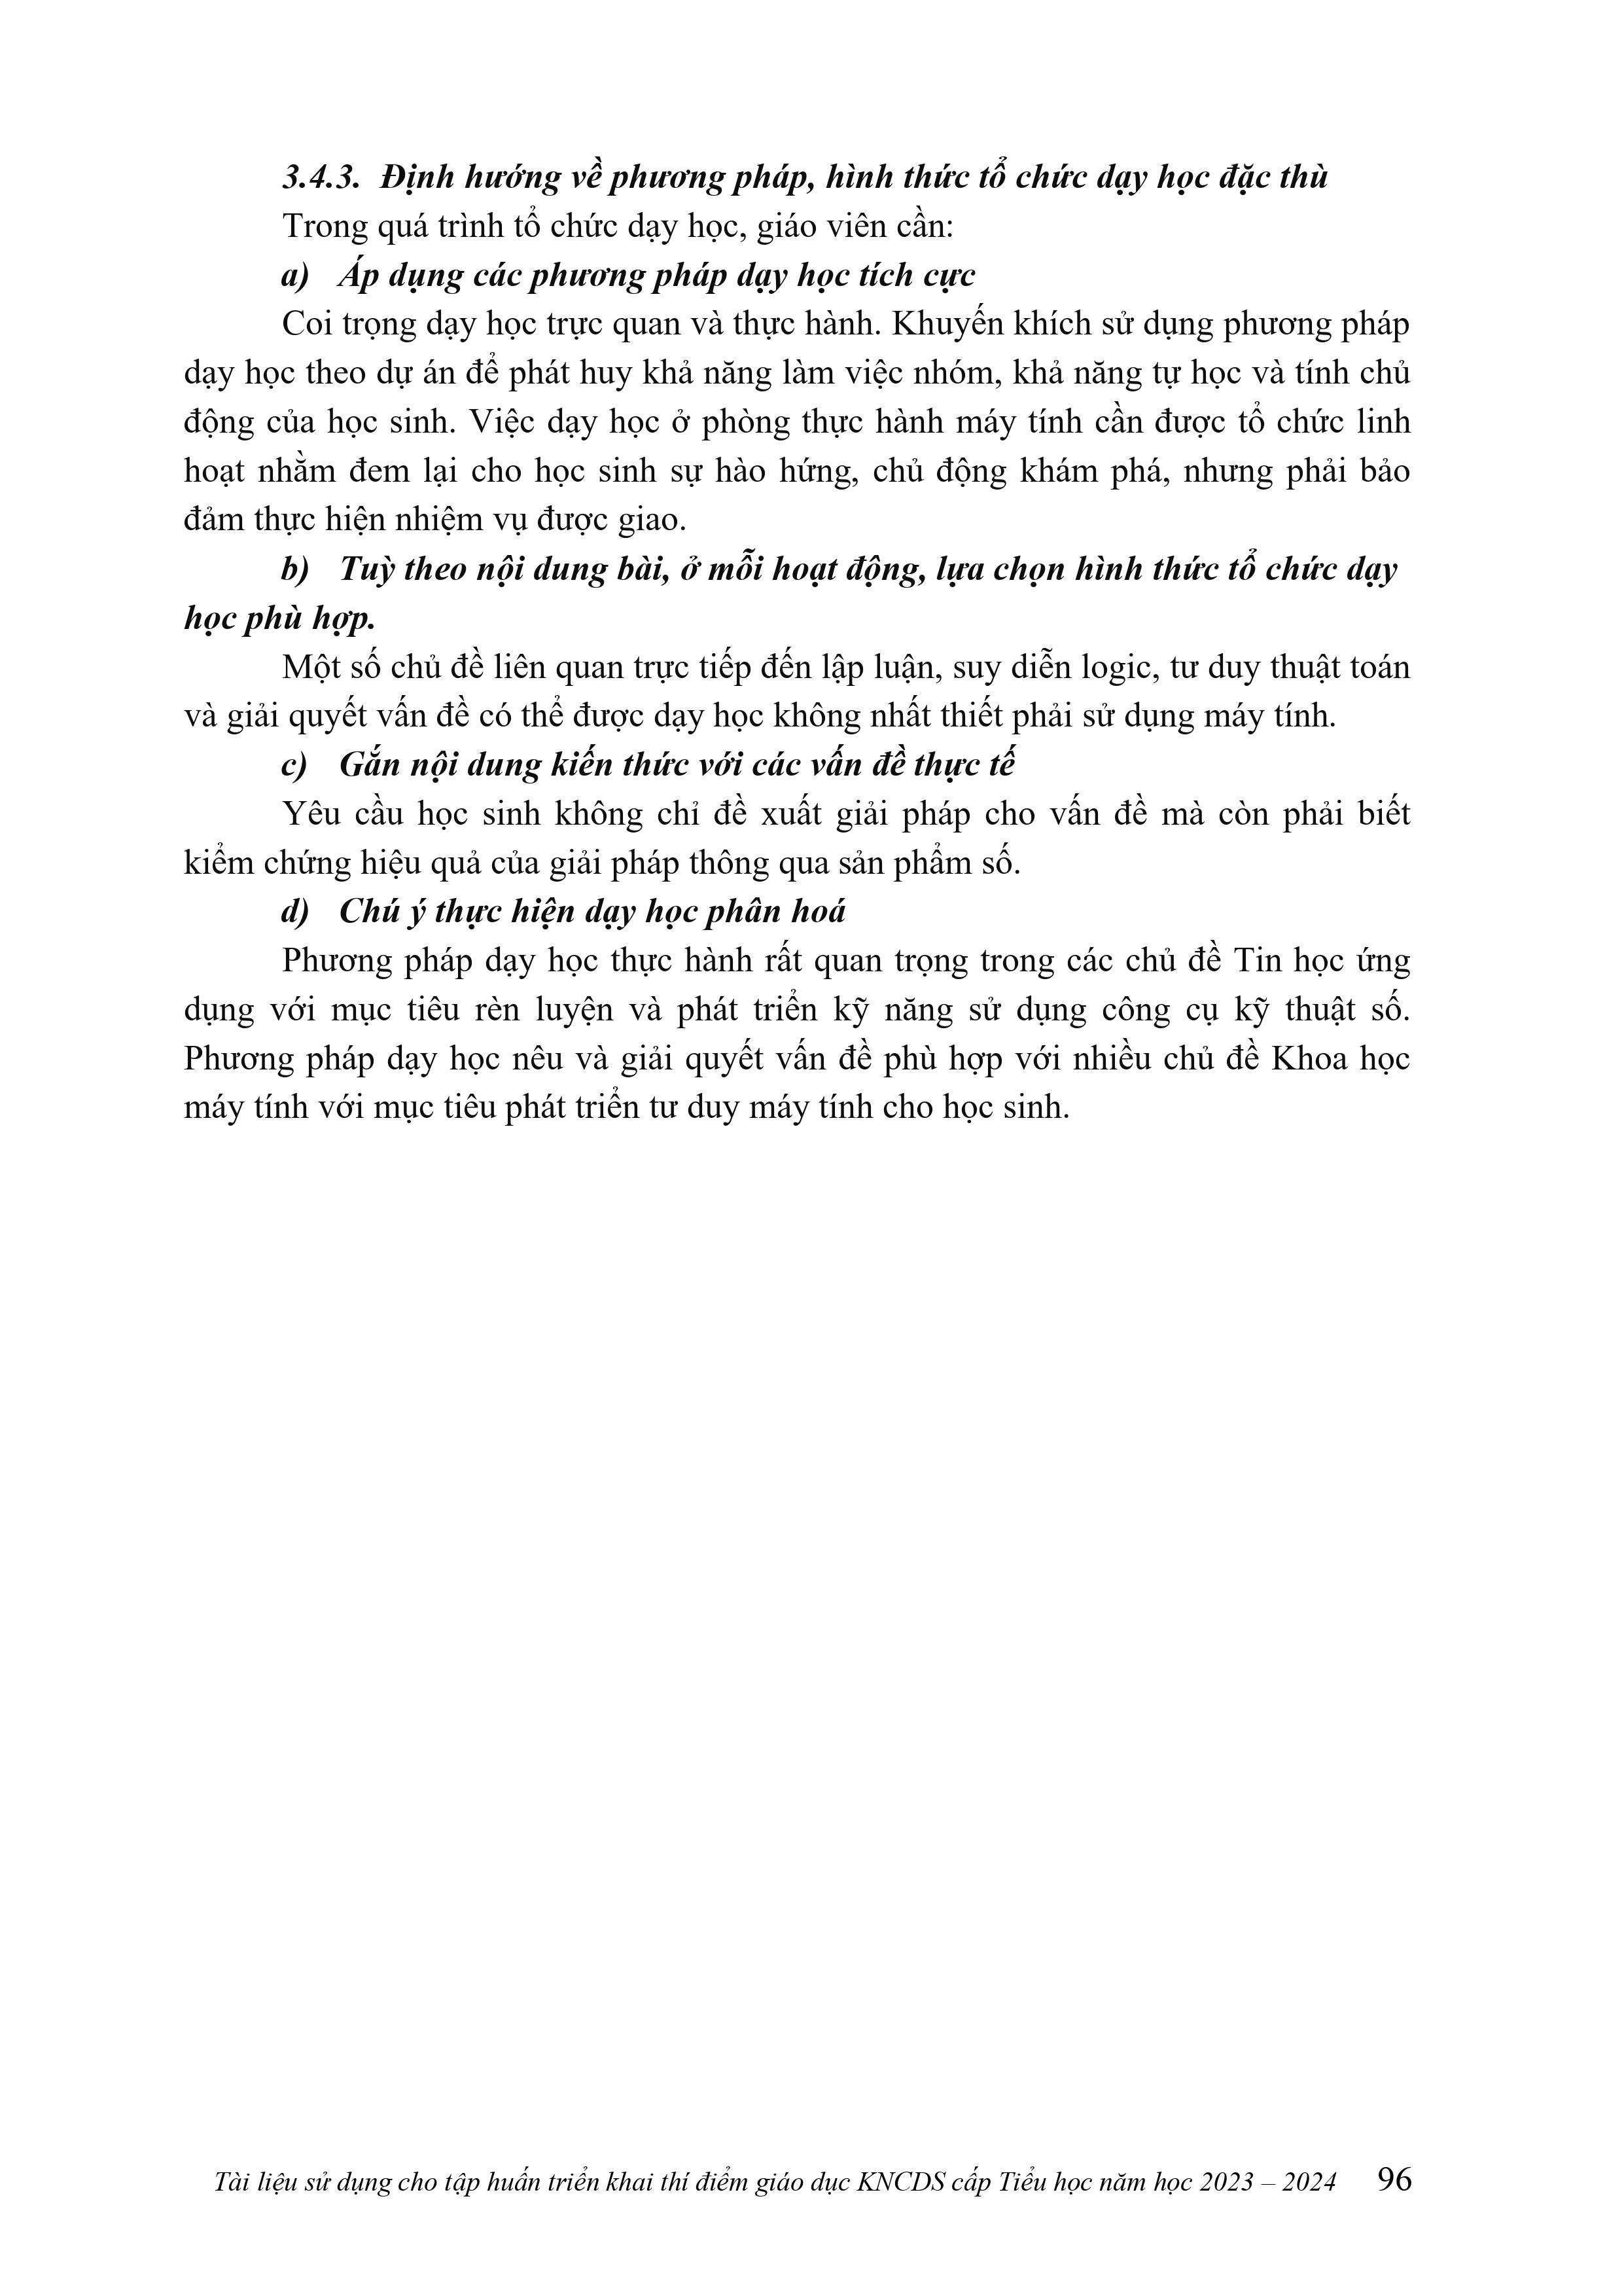 3.4.3. Định hướng về phương pháp, hình thức tổ chức dạy học đặc thù
Trong quá trình tổ chức dạy học, giáo viên cần:
a) Áp dụng các phương pháp dạy học tích cực
Coi trọng dạy học trực quan và thực hành. Khuyến khích sử dụng phương pháp
dạy học theo dự án để phát huy khả năng làm việc nhóm, khả năng tự học và tính chủ
động của học sinh. Việc dạy học ở phòng thực hành máy tính cần được tổ chức linh
hoạt nhằm đem lại cho học sinh sự hào hứng, chủ động khám phá, nhưng phải bảo
đảm thực hiện nhiệm vụ được giao.
b) Tuỳ theo nội dung bài, ở mỗi hoạt động, lựa chọn hình thức tổ chức dạy
học phù hợp.
Một số chủ đề liên quan trực tiếp đến lập luận, suy diễn logic, tư duy thuật toán
và giải quyết vấn đề có thể được dạy học không nhất thiết phải sử dụng máy tính.
c) Gắn nội dung kiến thức với các vấn đề thực tế
Yêu cầu học sinh không chỉ đề xuất giải pháp cho vấn đề mà còn phải biết
kiểm chứng hiệu quả của giải pháp thông qua sản phẩm số.
d) Chú ý thực hiện dạy học phân hoá
Phương pháp dạy học thực hành rất quan trọng trong các chủ đề Tin học ứng
dụng với mục tiêu rèn luyện và phát triển kỹ năng sử dụng công cụ kỹ thuật số.
Phương pháp dạy học nêu và giải quyết vấn đề phù hợp với nhiều chủ đề Khoa học
máy tính với mục tiêu phát triển tư duy máy tính cho học sinh.
Tài liệu sử dụng cho tập huấn triển khai thí điểm giáo dục KNCDS cấp Tiểu học năm học 2023 – 2024 96